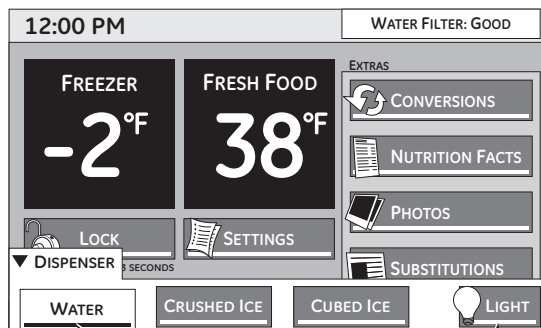 12:00 PM
WATER FILTER: GOOD
FREEZER
-2°F
FRESH FOOD
38°F
EXTRAS
CONVERSIONS
NUTRITION FACTS
PHOTOS
SUBSTITUTIONS
LOCK
SECONDS
SETTINGS
▼ DISPENSER
WATER
CRUSHED ICE
CUBED ICE
LIGHT